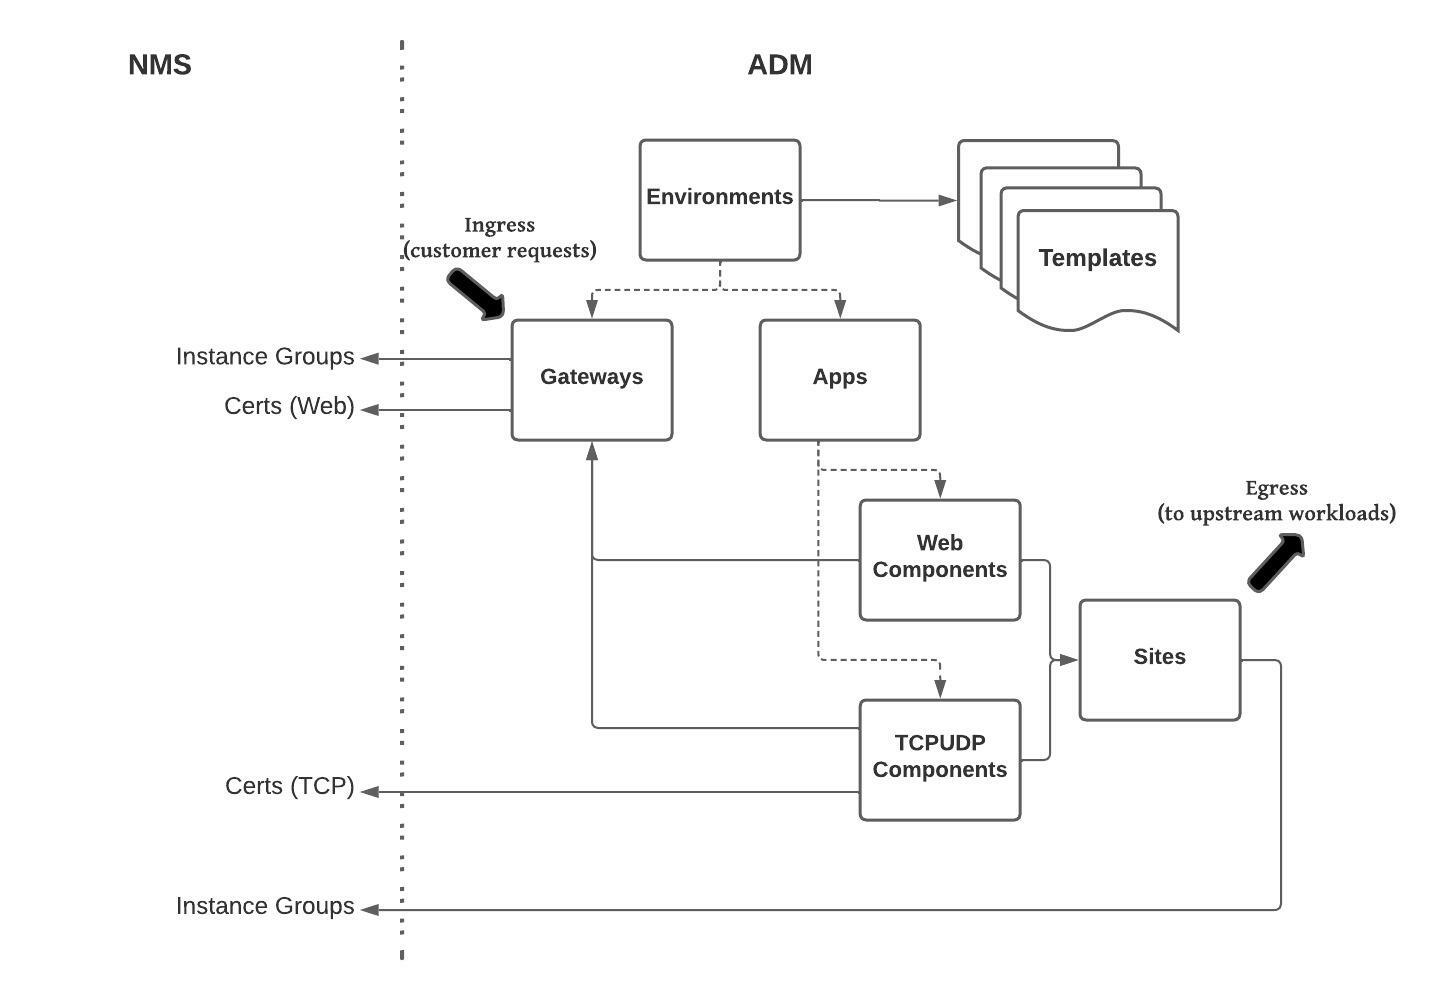 NMS
ADM
Environments
Templates
Ingress
(customer requests)
Instance Groups
Certs (Web)
Gateways
Apps
Egress
(to upstream workloads)
Web
Components
Sites
TCPUDP
Components
Certs (TCP)
Instance Groups